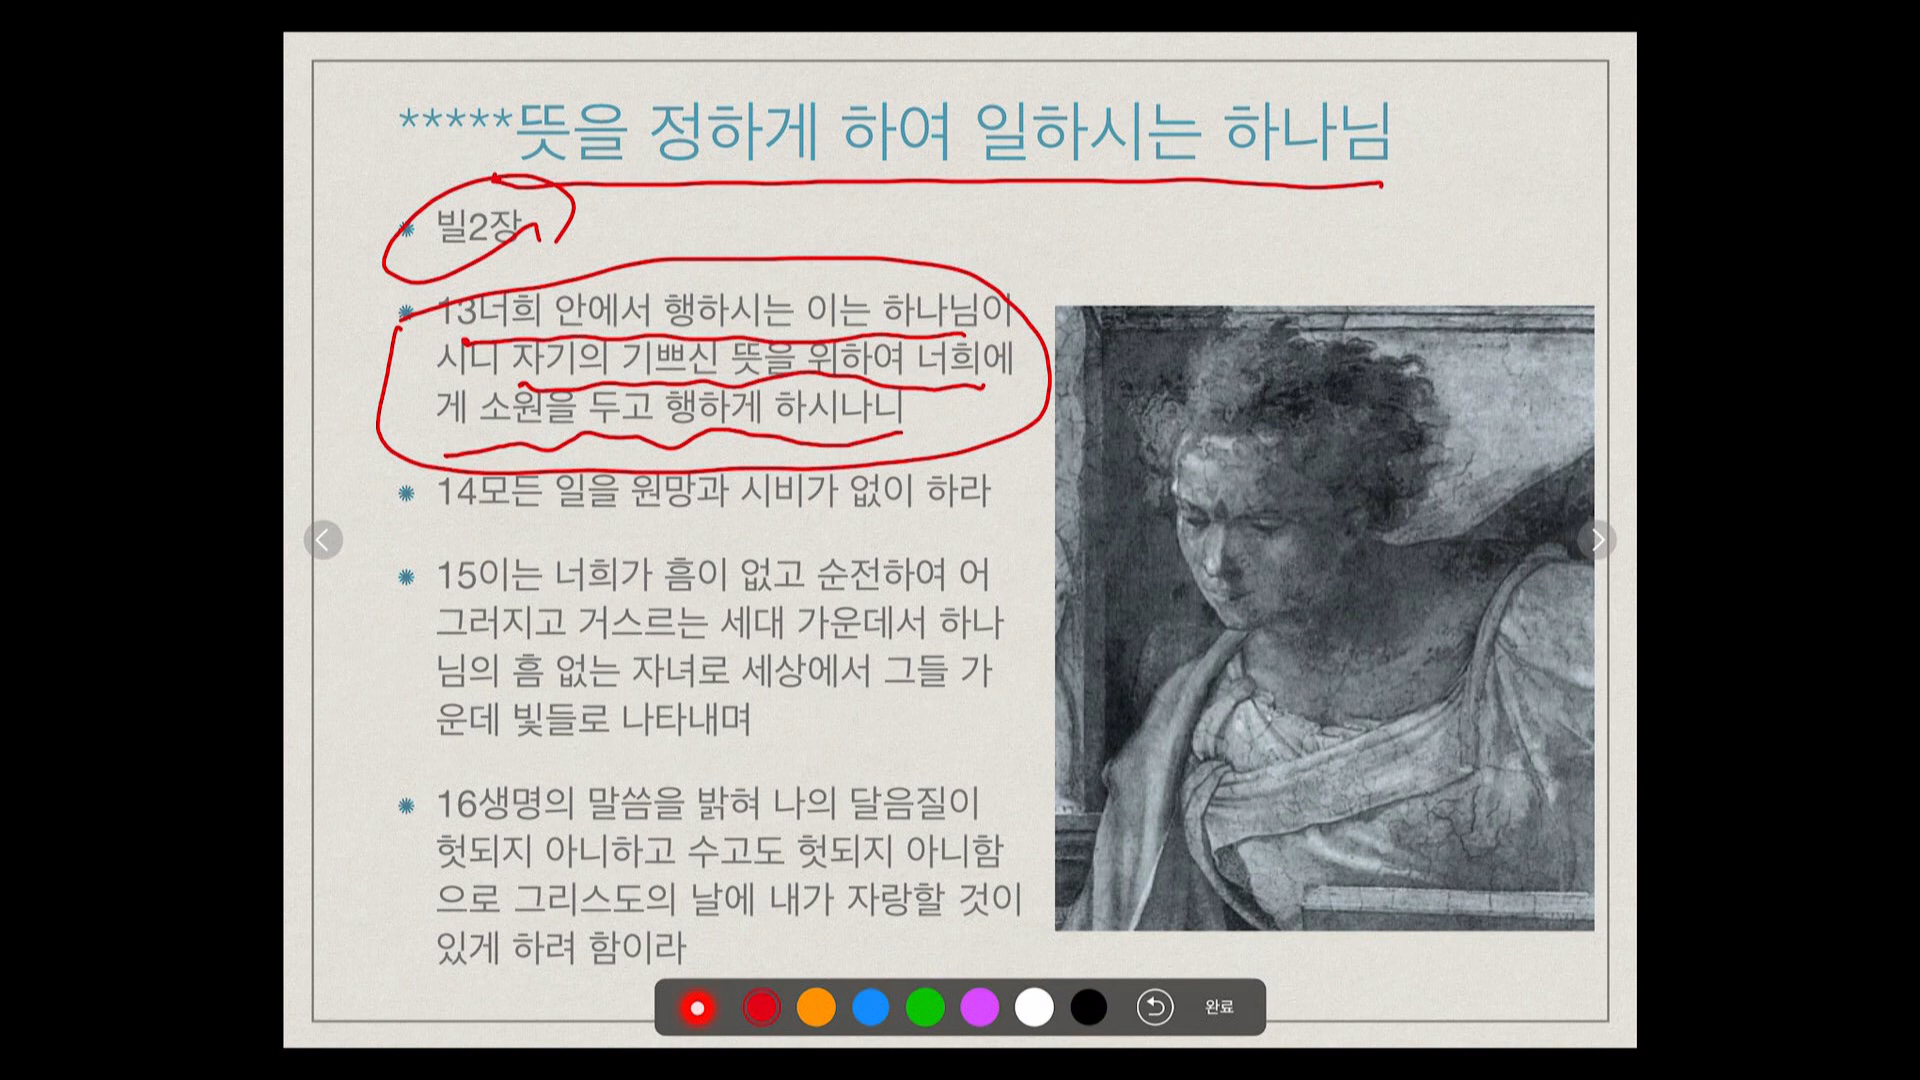 *****뜻을 정하게 하여 일하시는 하나님
빌2장
13너희 안에서 행하시는 이는 하나님이
시니 자기의 기쁘신 뜻을 위하여 너희에
게 소원을 두고 행하게 하시나니
14모든 일을 원망과 시비가 없이 하라
15이는 너희가 흠이 없고 순전하여 어
그러지고 거스르는 세대 가운데서 하나
님의 흠 없는 자녀로 세상에서 그들 가
운데 빛들로 나타내며
16생명의 말씀을 밝혀 나의 달음질이
헛되지 아니하고 수고도 헛되지 아니함
으로 그리스도의 날에 내가 자랑할 것이
있게 하려 함이라
완료